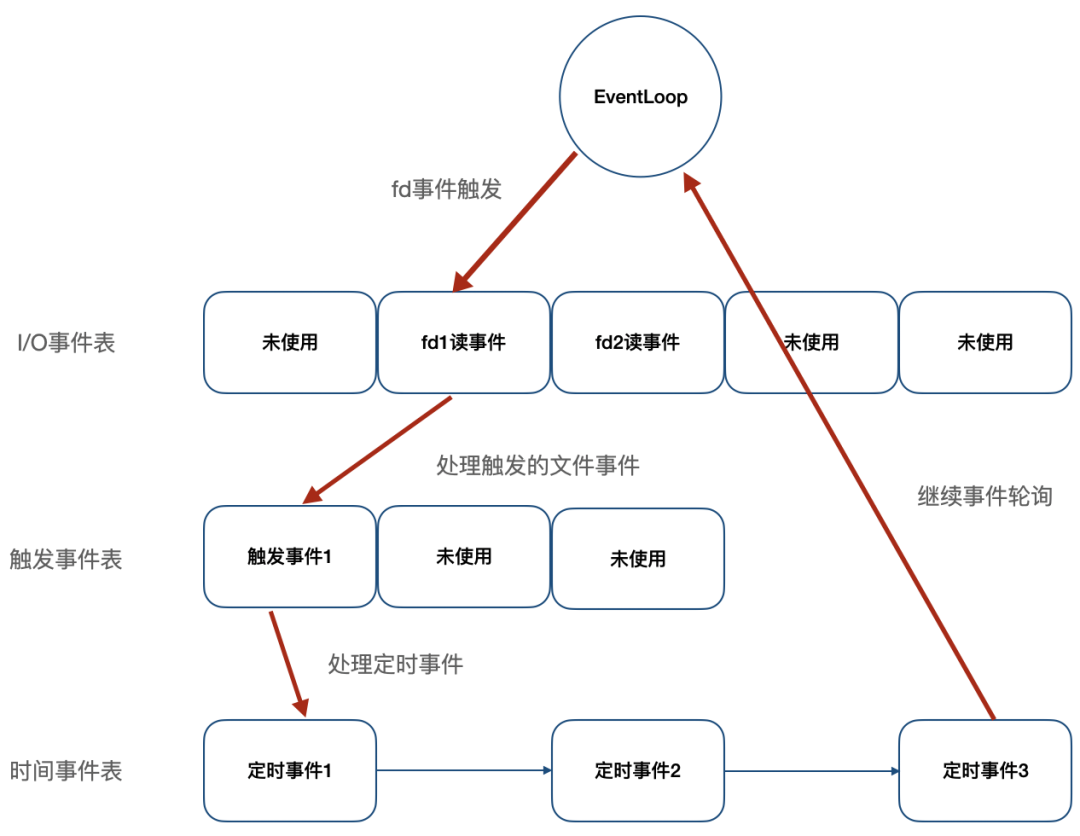 EventLoop
fd事件触发
I/O事件表
未使用
fd1读事件
fd2读事件
未使用
未使用
处理触发的文件事件
继续事件轮询
触发事件表
触发事件1
未使用
未使用
处理定时事件
时间事件表
定时事件1
定时事件2
定时事件3